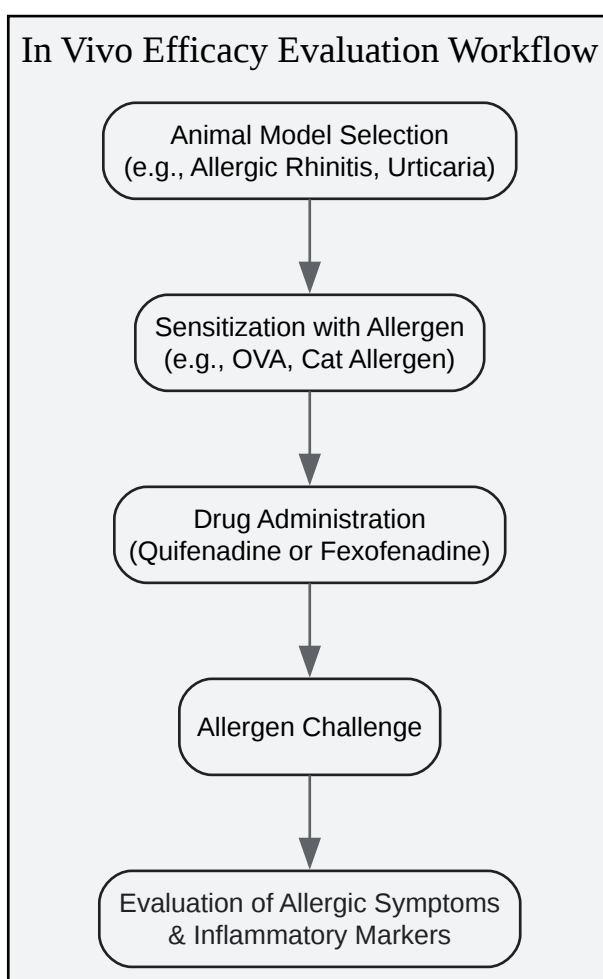 In Vivo Efficacy Evaluation Workflow
Animal Model Selection
(e.g., Allergic Rhinitis, Urticaria)
Sensitization with Allergen
(e.g., OVA, Cat Allergen)
Drug Administration
(Quifenadine or Fexofenadine)
Allergen Challenge
Evaluation of Allergic Symptoms
& Inflammatory Markers